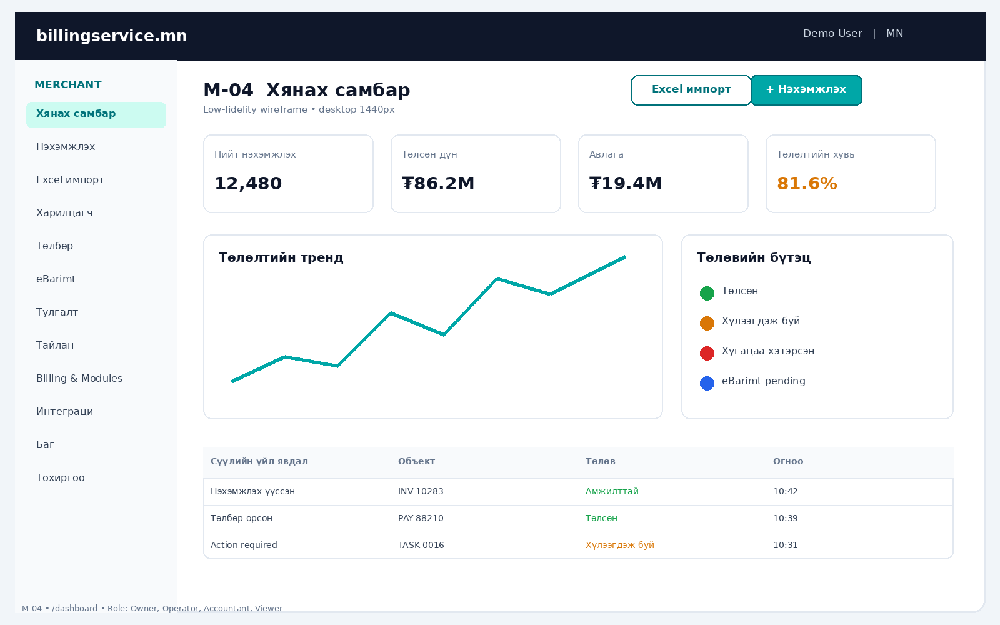 billingservice.mn
Demo User | MN
MERCHANT
Хянах самбар
Нэхэмжлэх
Excel импорт
Харилцагч
Төлбөр
eBarimt
Тулгалт
Тайлан
Billing & Modules
Интеграци
Баг
Тохиргоо
M-04 Хянах самбар
Low-fidelity wireframe • desktop 1440px
Excel импорт
+ Нэхэмжлэх
Нийт нэхэмжлэх
12,480
Төлсөн дүн
₮86.2M
Авлага
₮19.4M
Төлөлтийн хувь
81.6%
Төлөлтийн тренд
Төлөвийн бүтэц
Төлсөн
Хүлээгдэж буй
Хугацаа хэтэрсэн
eBarimt pending
Сүүлийн үйл явдал Объект Төлөв Огноо
Нэхэмжлэх үүссэн INV-10283 Амжилттай 10:42
Төлбөр орсон PAY-88210 Төлсөн 10:39
Action required TASK-0016 Хүлээгдэж буй 10:31
M-04 • /dashboard • Role: Owner, Operator, Accountant, Viewer